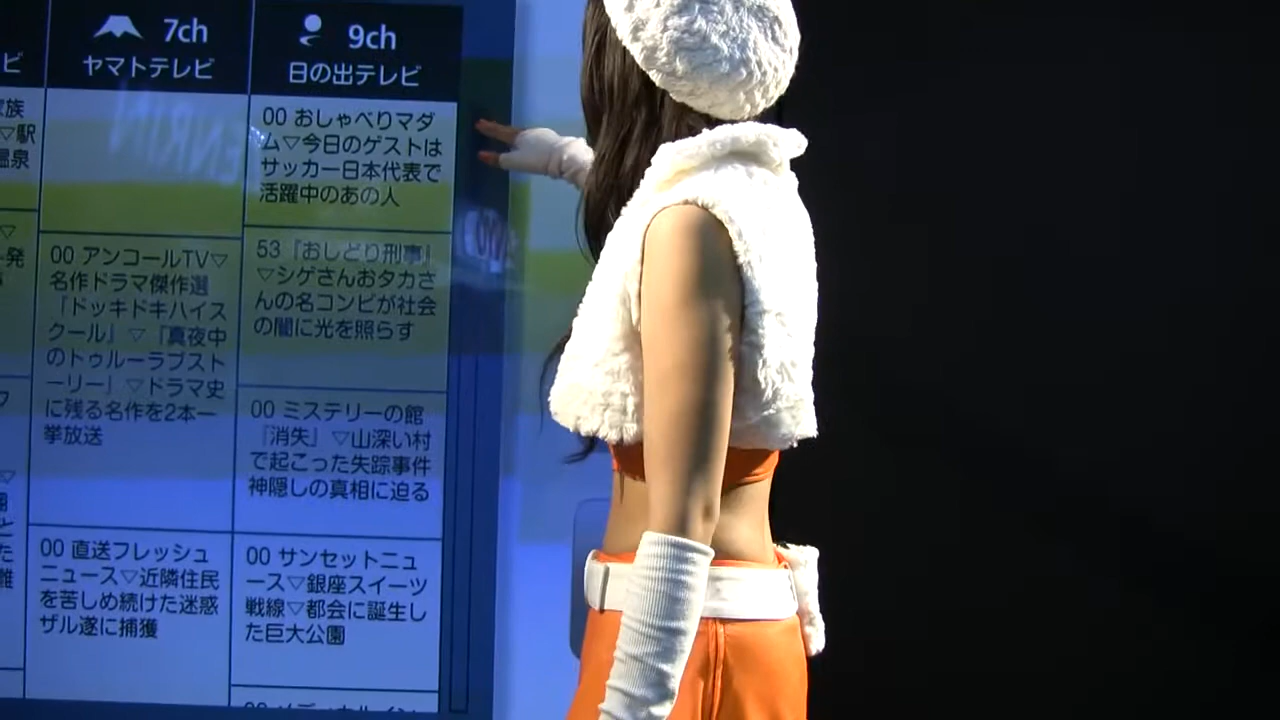 ビ
族
▽駅
温泉
▽
発
7ch
ヤマトテレビ
00 アンコールTV▽
名作ドラマ傑作選
『ドッキドキハイス
クール』▽『真夜中
のトゥルーラブスト
ーリー』▽ドラマ史
に残る名作を2本一
挙放送
00 直送フレッシュ
ニュース▽近隣住民
を苦しめ続けた迷惑
ザル遂に捕獲
9ch
日の出テレビ
00 おしゃべりマダ
ム▽今日のゲストは
サッカー日本代表で
活躍中のあの人
53『おしどり刑事』
▽シゲさんおタカさ
んの名コンビが社会
の闇に光を照らす
00 ミステリーの館
『消失』▽山深い村
で起こった失踪事件
神隠しの真相に迫る
00 サンセットニュ
ース▽銀座スイーツ
戦線▽都会に誕生し
た巨大公園